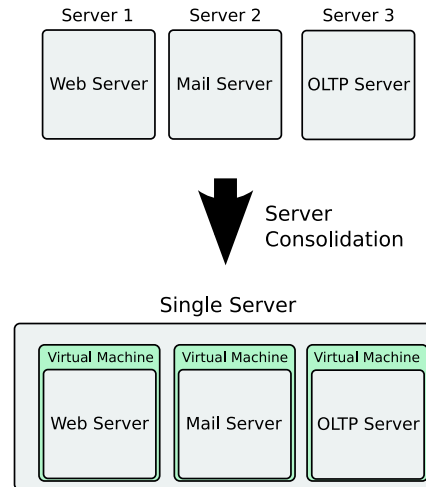 Server 1 Server 2 Server 3
Web Server Mail Server OLTP Server
Server
Consolidation
Single Server
Virtual Machine Virtual Machine Virtual Machine
Web Server Mail Server OLTP Server